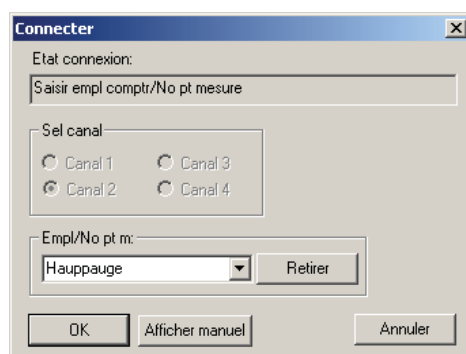 Connecter
Etat connexion:
Saisir empl comptr/No pt mesure
Sel canal
Canal 1 Canal 3
Canal 2 Canal 4
Empl/No pt m:
Hauppauge Retirer
OK Afficher manuel Annuler